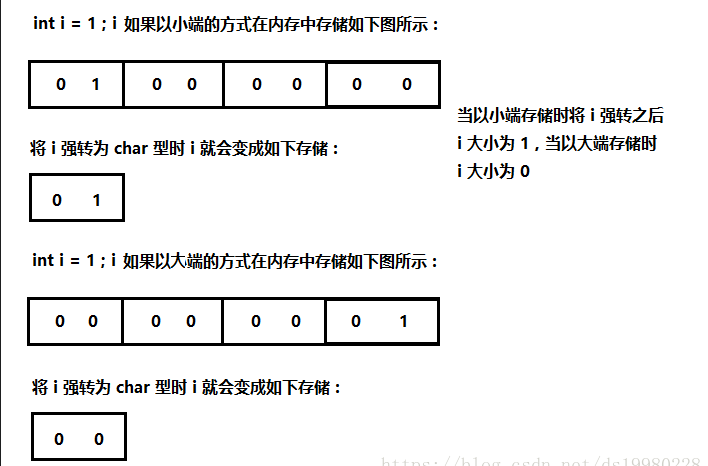 int i = 1 ; i 如果以小端的方式在内存中存储如下图所示：
0 1 0 0 0 0 0 0
当以小端存储时将 i 强转之后
i 大小为 1，当以大端存储时
i 大小为 0
将 i 强转为 char 型时 i 就会变成如下存储：
0 1
int i = 1 ; i 如果以大端的方式在内存中存储如下图所示：
0 0 0 0 0 0 0 1
将 i 强转为 char 型时 i 就会变成如下存储：
0 0
https://blog.csdn.net/ds19980228